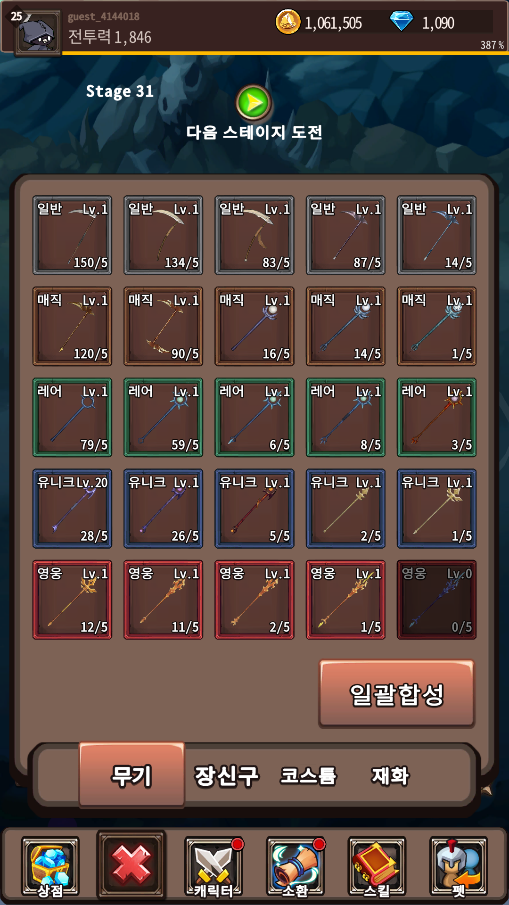 25 guest_4144018
전투력 1,846
1,061,505 1,090
387 %
Stage 31
다음 스테이지 도전
일반 Lv.1 일반 Lv.1 일반 Lv.1 일반 Lv.1 일반 Lv.1
150/5 134/5 83/5 87/5 14/5
매직 Lv.1 매직 Lv.1 매직 Lv.1 매직 Lv.1 매직 Lv.1
120/5 90/5 16/5 14/5 1/5
레어 Lv.1 레어 Lv.1 레어 Lv.1 레어 Lv.1 레어 Lv.1
79/5 59/5 6/5 8/5 3/5
유니크 Lv.20 유니크 Lv.1 유니크 Lv.1 유니크 Lv.1 유니크 Lv.1
28/5 26/5 5/5 2/5 1/5
영웅 Lv.1 영웅 Lv.1 영웅 Lv.1 영웅 Lv.1 영웅 Lv.0
12/5 11/5 2/5 1/5 0/5
일괄합성
무기 장신구 코스튬 재화
상점 캐릭터 소환 스킬 펫